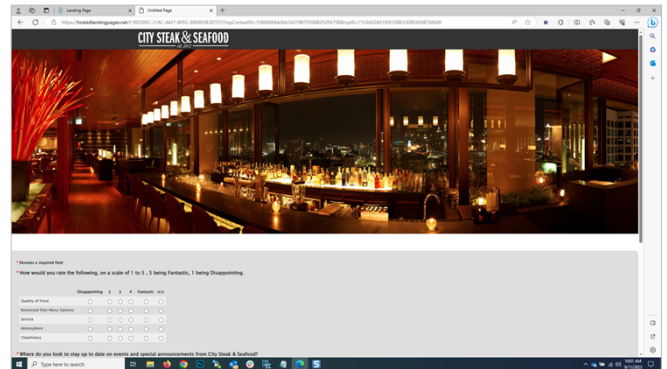 Landing Page
Untitled Page
CITY STEAK & SEAFOOD
* Denotes a required field
* How would you rate the following, on a scale of 1 to 5 , 5 being Fantastic, 1 being Disappointing.
Disappointing 2 3 4 Fantastic n/a
Quality of Food
Restricted Diet Menu Options
Service
Atmosphere
Cleanliness
* Where do you look to stay up to date on events and special announcements from City Steak & Seafood?
Type here to search
10:01 AM